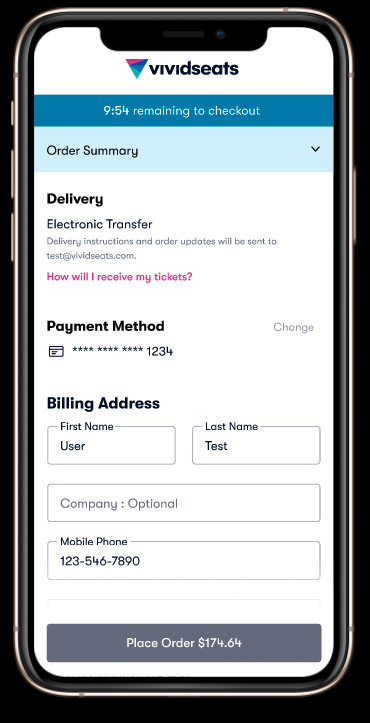 vividseats
9:54 remaining to checkout
Order Summary
Delivery
Electronic Transfer
Delivery instructions and order updates will be sent to
test@vividseats.com.
How will I receive my tickets?
Payment Method
Change
**** **** **** 1234
Billing Address
First Name
Last Name
User
Test
Company : Optional
Mobile Phone
123-546-7890
Place Order $174.64